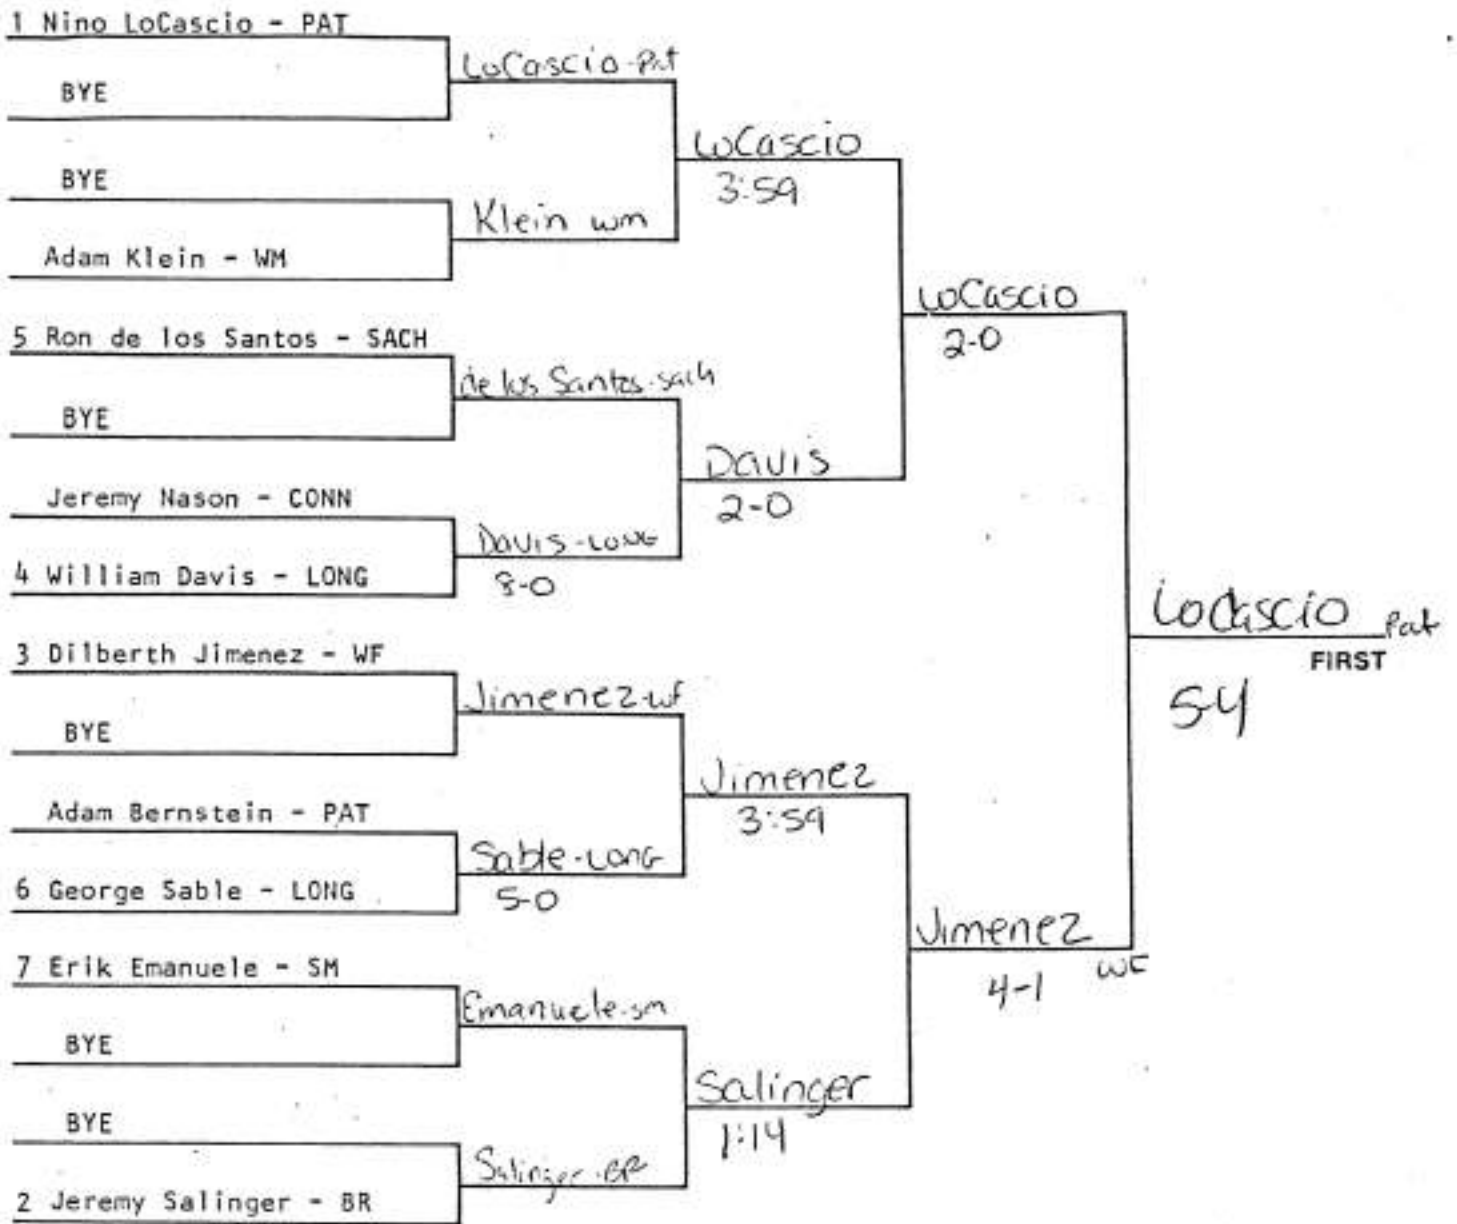 1 Nino LoCascio - PAT
BYE
BYE
Adam Klein - WM
5 Ron de los Santos - SACH
BYE
Jeremy Nason - CONN
4 William Davis - LONG
3 Dilberth Jimenez - WF
BYE
Adam Bernstein - PAT
6 George Sable - LONG
7 Erik Emanuele - SM
BYE
BYE
2 Jeremy Salinger - BR
LoCascio-Pat
Klein wm
de los Santos-sach
Davis-LONG
8-0
Jimenez-wf
Sable-LONG
5-0
Emanuele-sm
Salinger-BR
LoCascio
3:59
Davis
2-0
Jimenez
3:59
Salinger
1:14
LoCascio
2-0
Jimenez WF
4-1
LoCascio Pat
FIRST
5-4